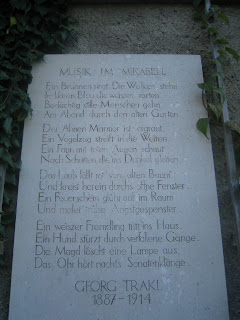 MUSIK IM MIRABELL
Ein Brunnen singt. Die Wolken stehn
Im klaren Blau, die weissen, zarten.
Bedächtig stille Menschen gehn
Am Abend durch den alten Garten.
Der Ahnen Marmor ist ergraut.
Ein Vogelzug streift in die Weiten.
Ein Faun mit toten Augen schaut
Nach Schatten, die ins Dunkel gleiten.
Das Laub fällt rot vom alten Baum
Und kreist herein durchs offne Fenster.
Ein Feuerschein glüht auf im Raum
Und malet trübe Angstgespenster.
Ein weisser Fremdling tritt ins Haus.
Ein Hund stürzt durch verfallene Gänge.
Die Magd löscht eine Lampe aus,
Das Ohr hört nachts Sonatenklänge.
GEORG TRAKL
1887-1914